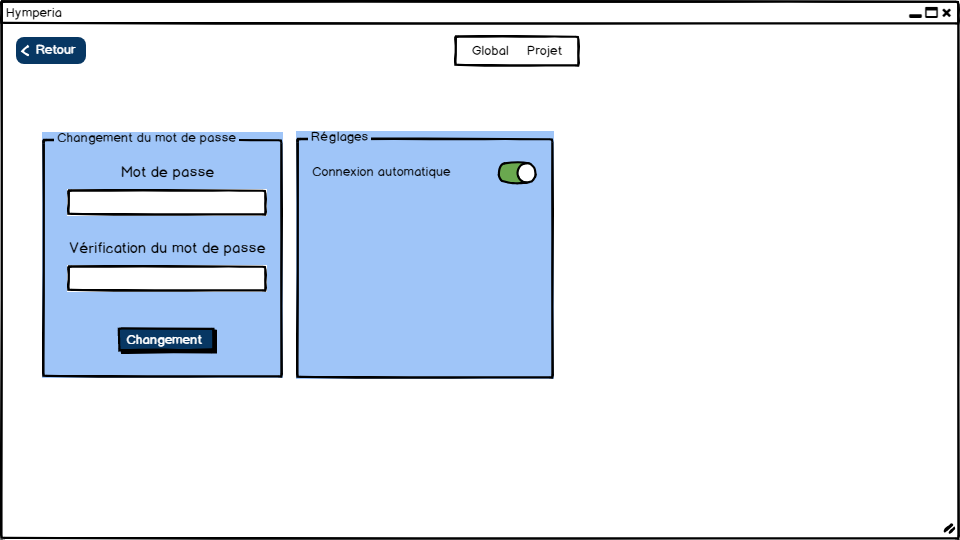 Hymperia
Retour
Global Projet
Changement du mot de passe
Mot de passe
Vérification du mot de passe
Changement
Réglages
Connexion automatique